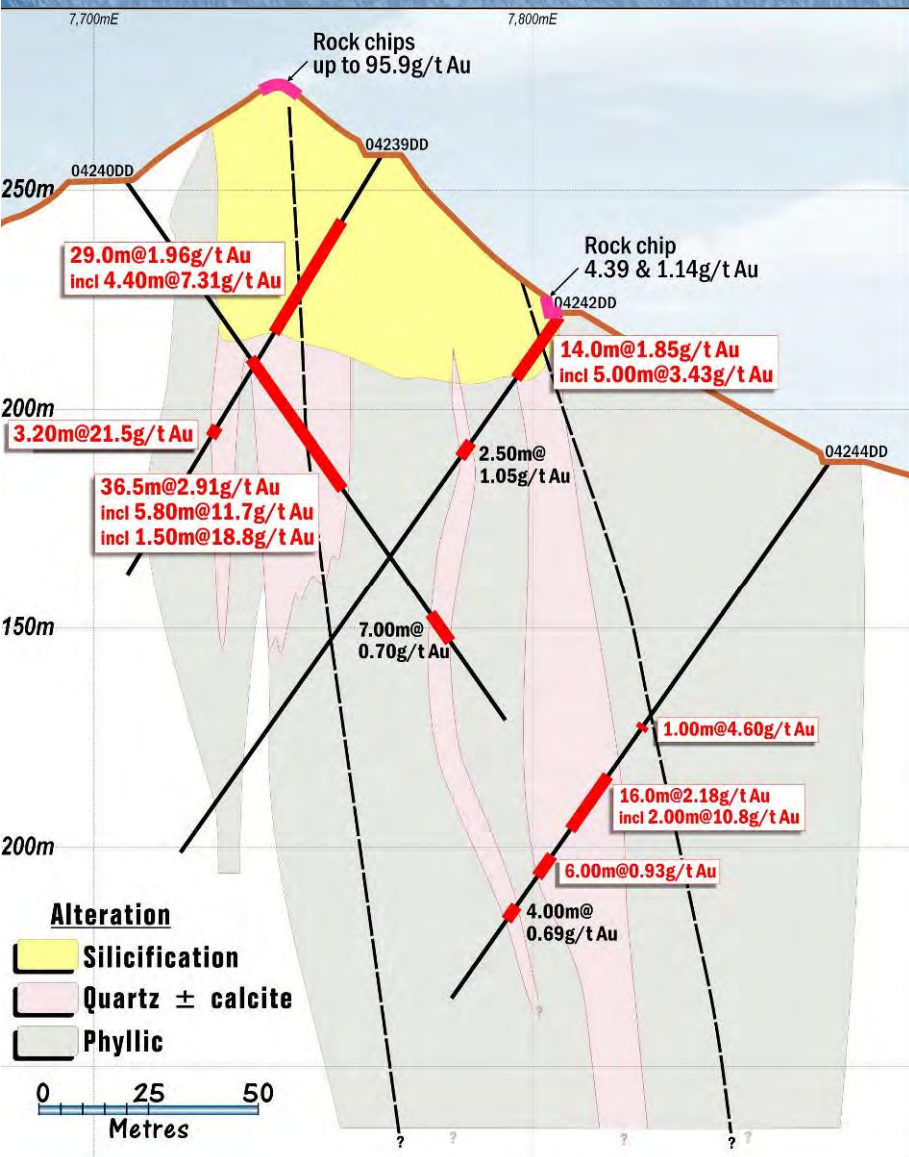 7,700mE
7,800mE
Rock chips
up to 95.9g/t Au
04239DD
04240DD
250m
29.0m@1.96g/t Au
incl 4.40m@7.31g/t Au
Rock chip
4.39 & 1.14g/t Au
04242DD
14.0m@1.85g/t Au
incl 5.00m@3.43g/t Au
200m
3.20m@21.5g/t Au
2.50m@
1.05g/t Au
04244DD
36.5m@2.91g/t Au
incl 5.80m@11.7g/t Au
incl 1.50m@18.8g/t Au
150m
7.00m@
0.70g/t Au
1.00m@4.60g/t Au
16.0m@2.18g/t Au
incl 2.00m@10.8g/t Au
200m
6.00m@0.93g/t Au
4.00m@
0.69g/t Au
Alteration
Silicification
Quartz ± calcite
Phyllic
?
0 25 50
Metres
? ? ? ? ?